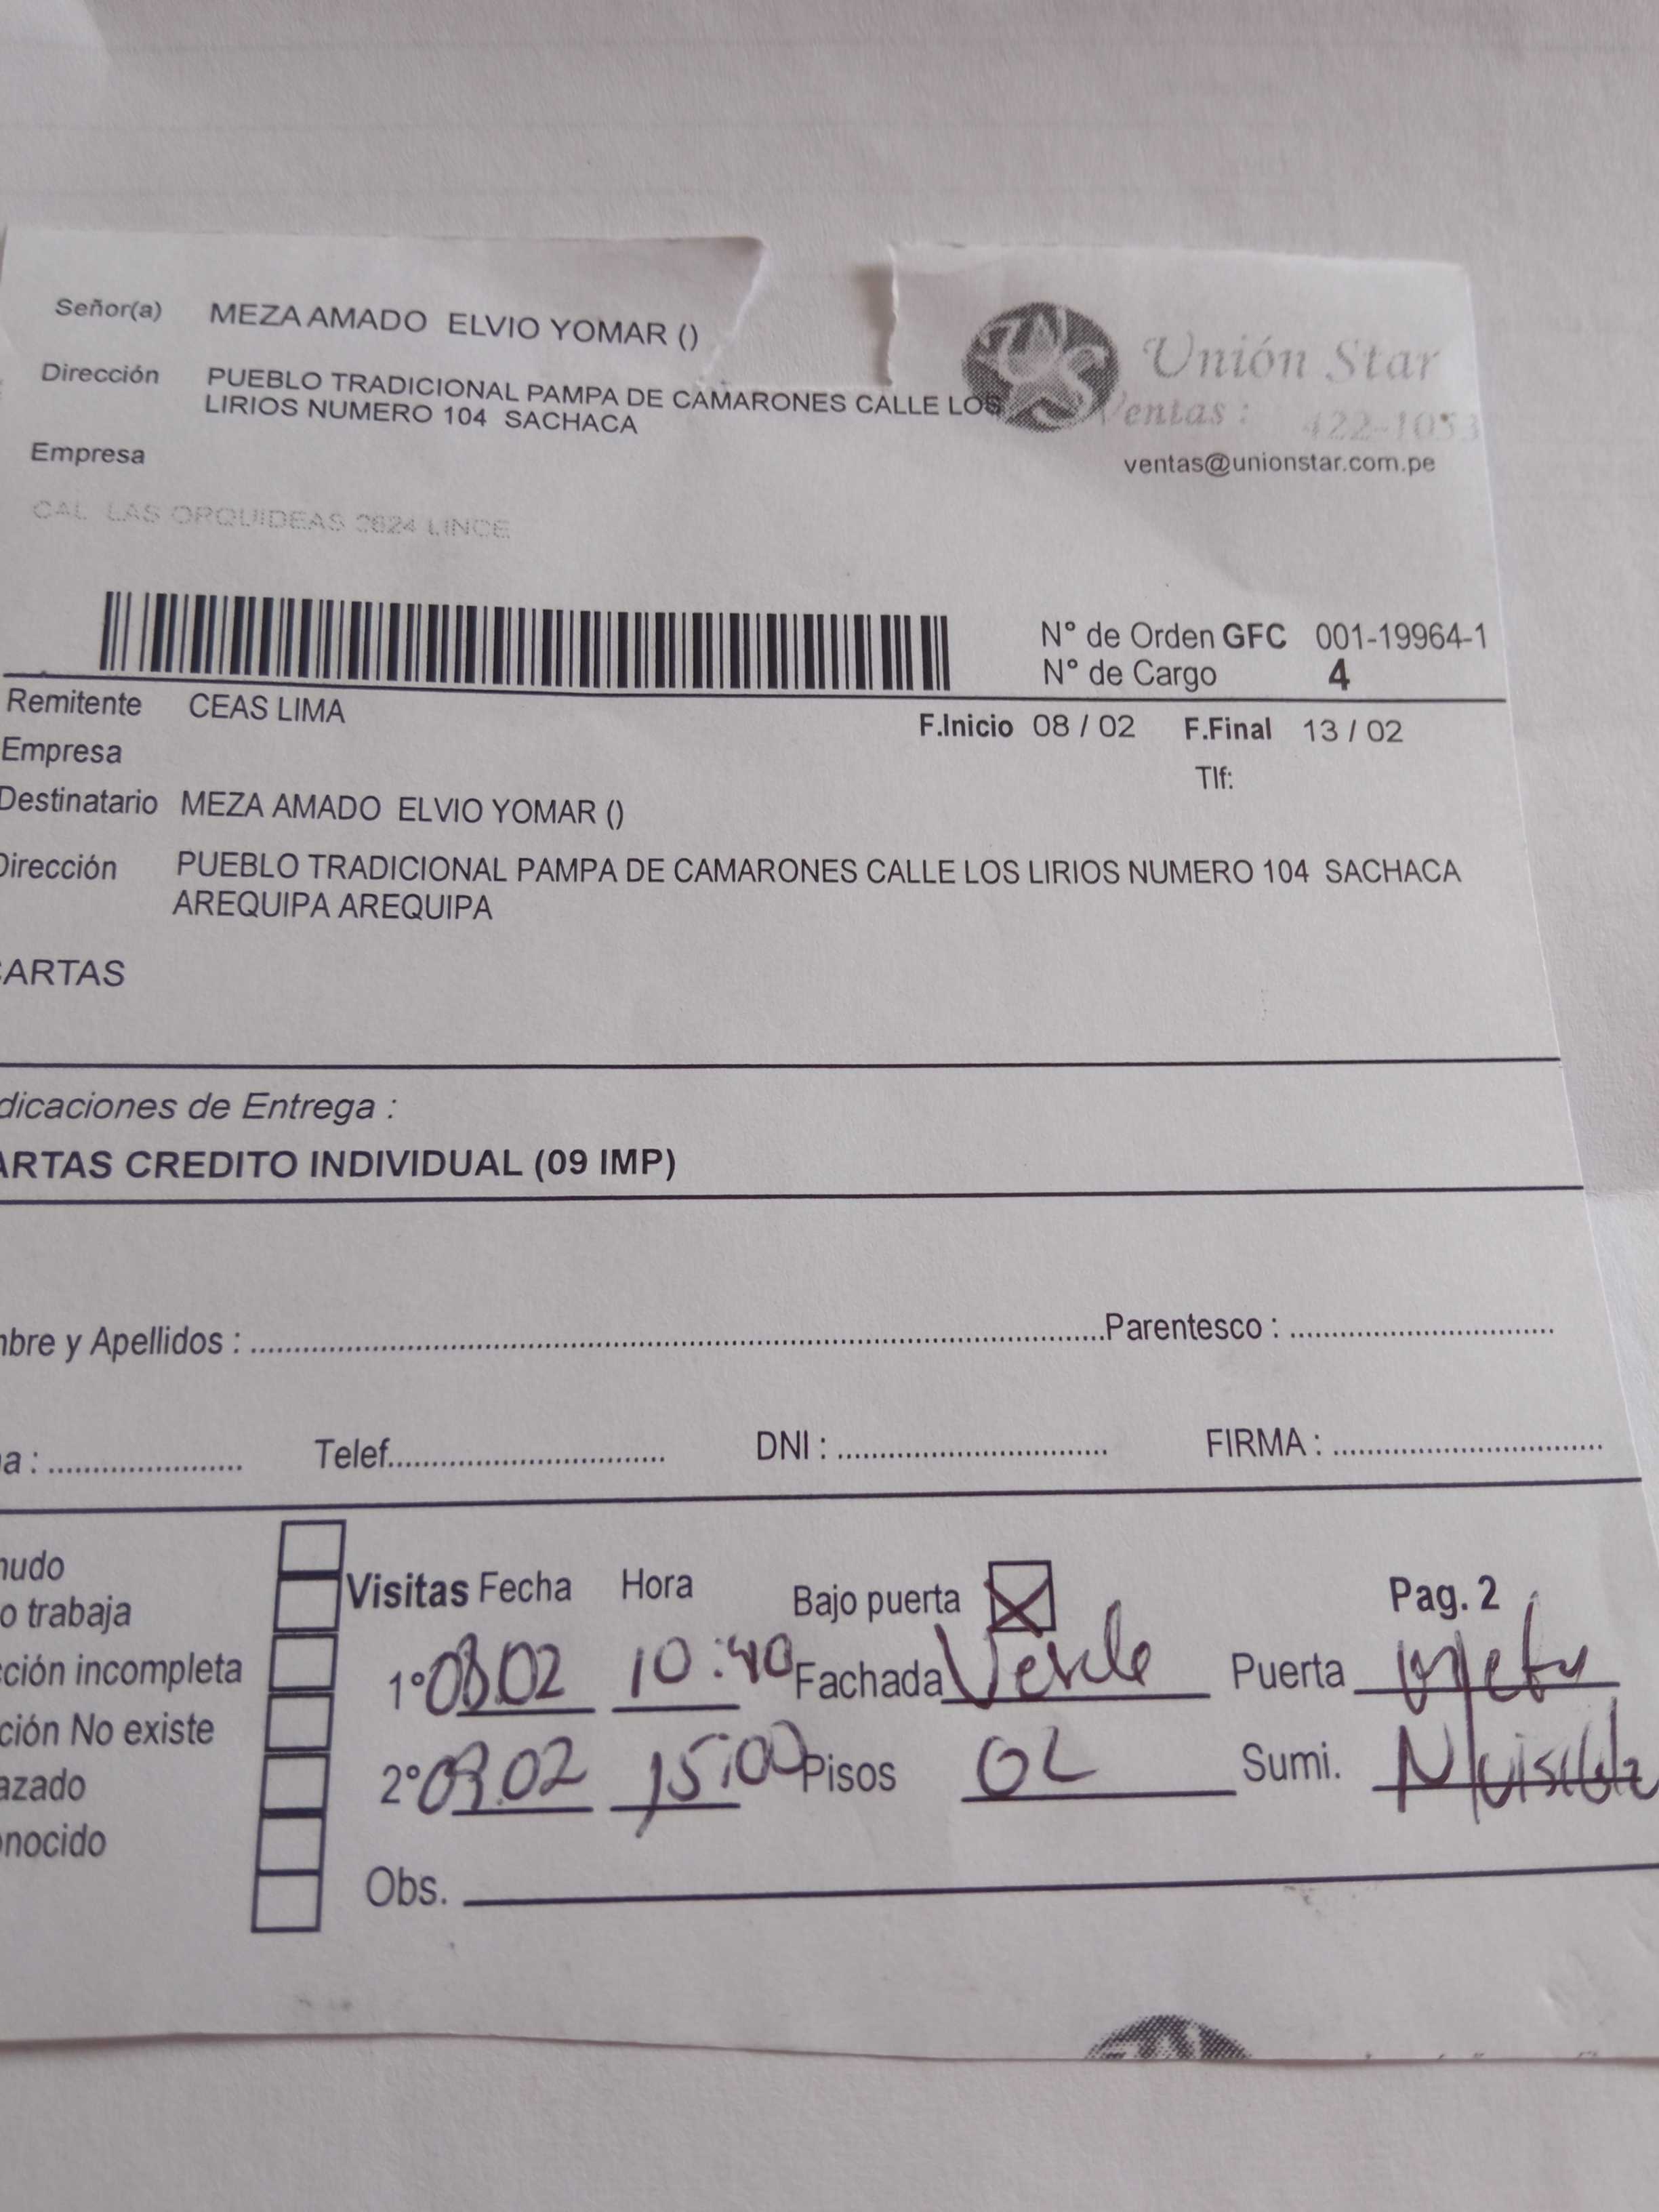 Señor(a) MEZA AMADO ELVIO YOMAR ()
Dirección PUEBLO TRADICIONAL PAMPA DE CAMARONES CALLE LOS
LIRIOS NUMERO 104 SACHACA
Empresa
CAL LAS ORQUIDEAS 2624 LINCE
Unión Star
Ventas : 422-1053
ventas@unionstar.com.pe
N° de Orden GFC 001-19964-1
N° de Cargo 4
Remitente CEAS LIMA
F.Inicio 08 / 02 F.Final 13 / 02
Empresa
Tlf:
Destinatario MEZA AMADO ELVIO YOMAR ()
Dirección PUEBLO TRADICIONAL PAMPA DE CAMARONES CALLE LOS LIRIOS NUMERO 104 SACHACA
AREQUIPA AREQUIPA
CARTAS
dicaciones de Entrega :
ARTAS CREDITO INDIVIDUAL (09 IMP)
bre y Apellidos : Parentesco :
a : Telef. DNI : FIRMA :
mudo
o trabaja
cción incompleta
ción No existe
azado
nocido
Visitas Fecha Hora Bajo puerta X Pag. 2
1° 08.02 10:40 Fachada Verde Puerta
2° 09.02 15:00 Pisos 02 Sumi. N/visible
Obs.